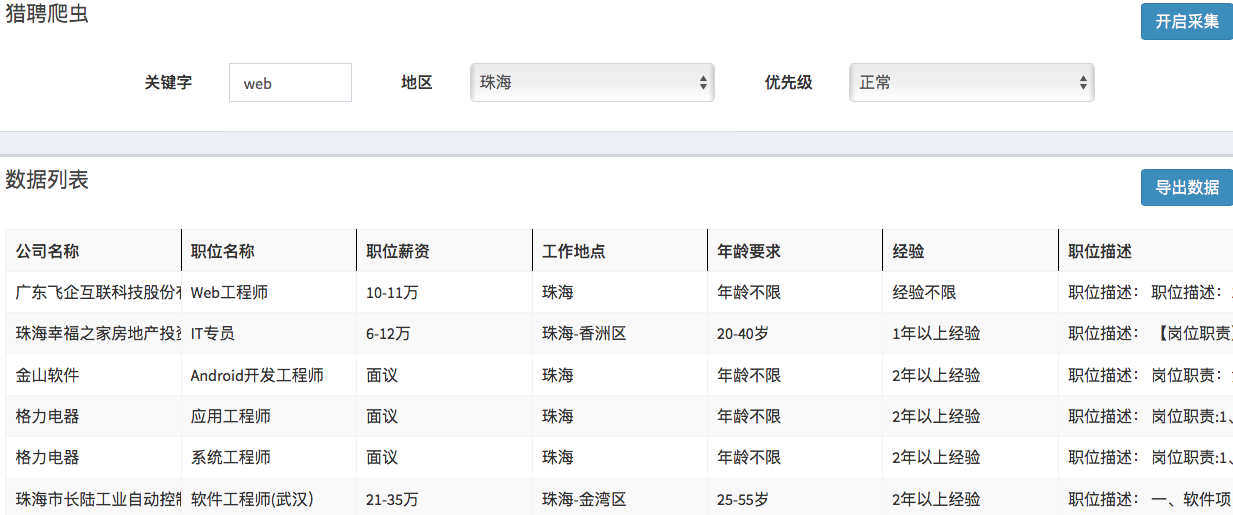 猎聘爬虫
开启采集
关键字 web 地区 珠海 优先级 正常
数据列表
导出数据
公司名称 职位名称 职位薪资 工作地点 年龄要求 经验 职位描述
广东飞企互联科技股份 Web工程师 10-11万 珠海 年龄不限 经验不限 职位描述： 职位描述：
珠海幸福之家房地产投 IT专员 6-12万 珠海-香洲区 20-40岁 1年以上经验 职位描述： 【岗位职责
金山软件 Android开发工程师 面议 珠海 年龄不限 2年以上经验 职位描述： 岗位职责：
格力电器 应用工程师 面议 珠海 年龄不限 2年以上经验 职位描述： 岗位职责:1、
格力电器 系统工程师 面议 珠海 年龄不限 2年以上经验 职位描述： 岗位职责:1、
珠海市长陆工业自动控 软件工程师(武汉） 21-35万 珠海-金湾区 25-55岁 2年以上经验 职位描述： 一、软件项